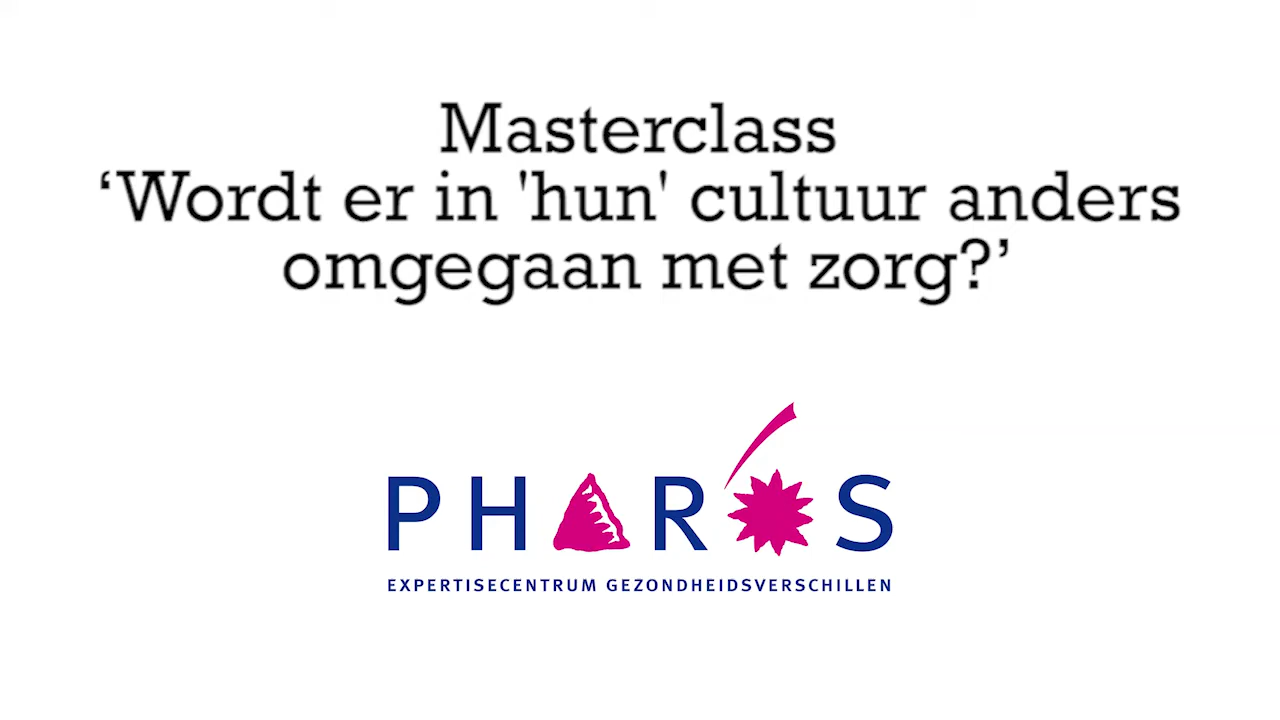 Masterclass
‘Wordt er in 'hun' cultuur anders
omgegaan met zorg?’
PHAROS
EXPERTISECENTRUM GEZONDHEIDSVERSCHILLEN